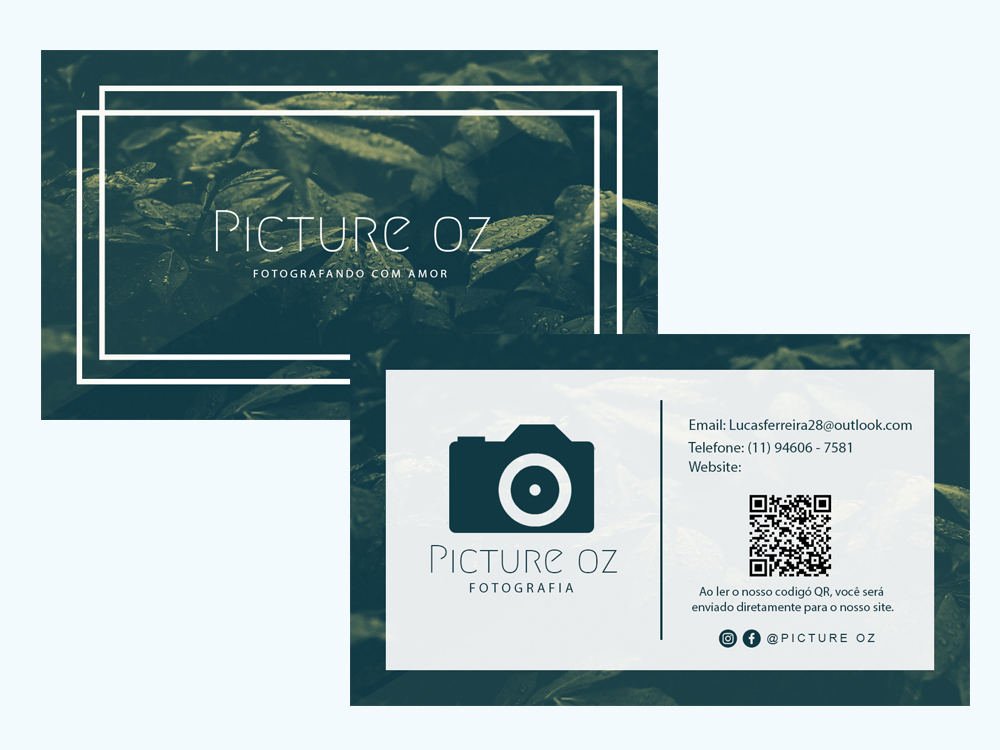 Picture oz
FOTOGRAFANDO COM AMOR
Picture oz
FOTOGRAFIA
Email: Lucasferreira28@outlook.com
Telefone: (11) 94606 - 7581
Website:
Ao ler o nosso codigó QR, você será
enviado diretamente para o nosso site.
@PICTURE OZ